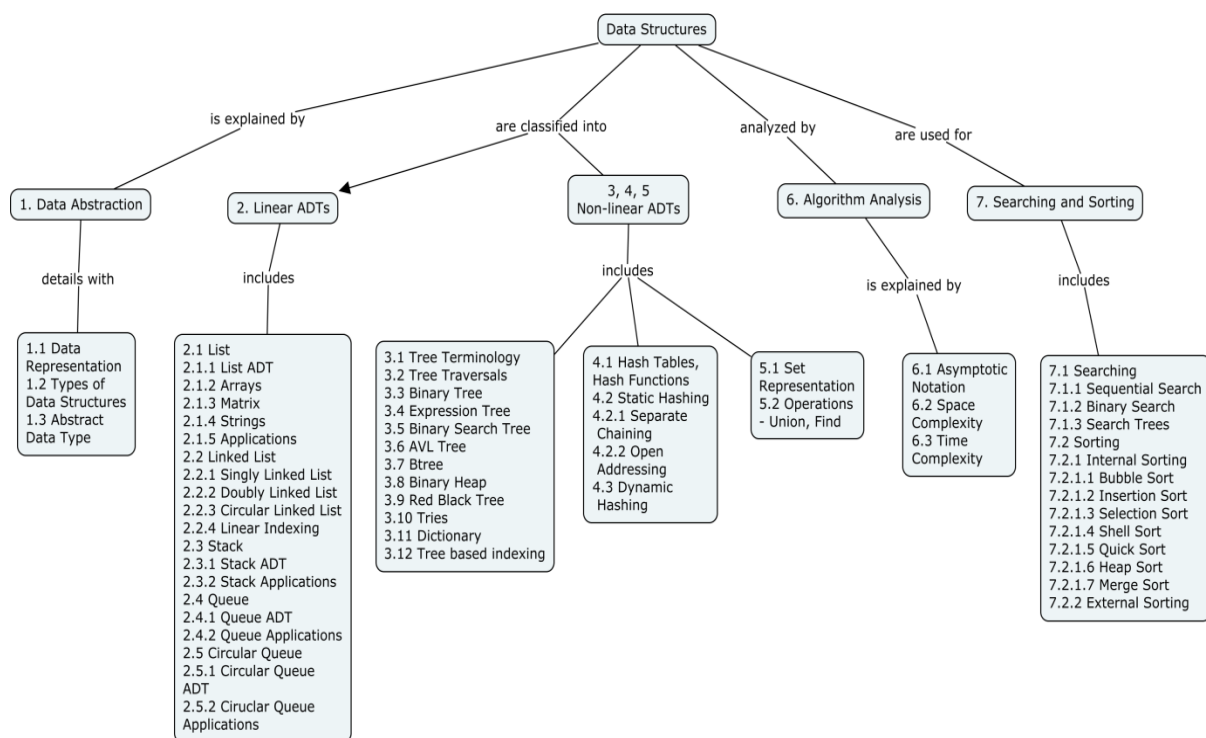 Data Structures
is explained by
are classified into
analyzed by
are used for
1. Data Abstraction
2. Linear ADTs
3, 4, 5
Non-linear ADTs
6. Algorithm Analysis
7. Searching and Sorting
details with
includes
includes
is explained by
includes
1.1 Data
Representation
1.2 Types of
Data Structures
1.3 Abstract
Data Type
2.1 List
2.1.1 List ADT
2.1.2 Arrays
2.1.3 Matrix
2.1.4 Strings
2.1.5 Applications
2.2 Linked List
2.2.1 Singly Linked List
2.2.2 Doubly Linked List
2.2.3 Circular Linked List
2.2.4 Linear Indexing
2.3 Stack
2.3.1 Stack ADT
2.3.2 Stack Applications
2.4 Queue
2.4.1 Queue ADT
2.4.2 Queue Applications
2.5 Circular Queue
2.5.1 Circular Queue
ADT
2.5.2 Ciruclar Queue
Applications
3.1 Tree Terminology
3.2 Tree Traversals
3.3 Binary Tree
3.4 Expression Tree
3.5 Binary Search Tree
3.6 AVL Tree
3.7 Btree
3.8 Binary Heap
3.9 Red Black Tree
3.10 Tries
3.11 Dictionary
3.12 Tree based indexing
4.1 Hash Tables,
Hash Functions
4.2 Static Hashing
4.2.1 Separate
Chaining
4.2.2 Open
Addressing
4.3 Dynamic
Hashing
5.1 Set
Representation
5.2 Operations
- Union, Find
6.1 Asymptotic
Notation
6.2 Space
Complexity
6.3 Time
Complexity
7.1 Searching
7.1.1 Sequential Search
7.1.2 Binary Search
7.1.3 Search Trees
7.2 Sorting
7.2.1 Internal Sorting
7.2.1.1 Bubble Sort
7.2.1.2 Insertion Sort
7.2.1.3 Selection Sort
7.2.1.4 Shell Sort
7.2.1.5 Quick Sort
7.2.1.6 Heap Sort
7.2.1.7 Merge Sort
7.2.2 External Sorting